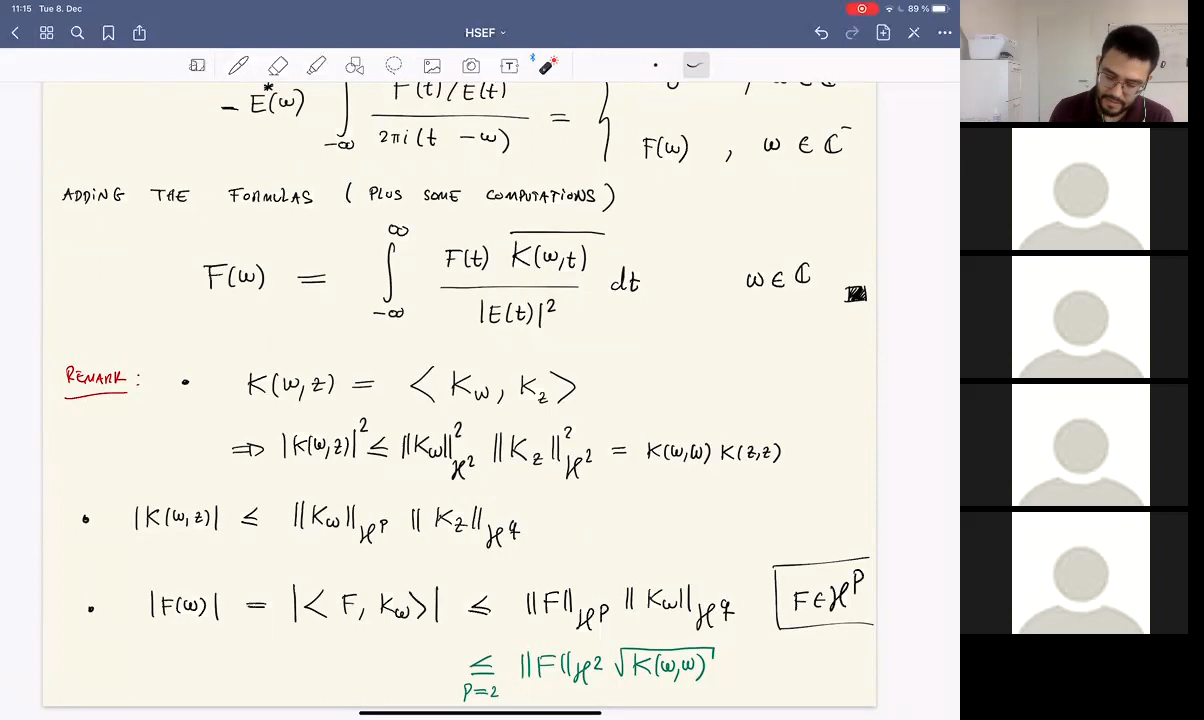 11:15 Tue 8. Dec
89 %
HSEF
- E*(ω) ∫_{-∞} F(t)/E(t) / 2πi(t - ω) = { 
F(ω) , ω ∈ ℂ⁻
ADDING THE FORMULAS (PLUS SOME COMPUTATIONS)
F(ω) = ∫_{-∞}^{∞} F(t) \overline{K(ω,t)} / |E(t)|² dt ω ∈ ℂ
REMARK: • K(ω,z) = < K_ω, K_z >
⇒ |K(ω,z)|² ≤ ||K_ω||²_{H²} ||K_z||²_{H²} = K(ω,ω) K(z,z)
• |K(ω,z)| ≤ ||K_ω||_{H^p} ||K_z||_{H^q}
• |F(ω)| = |< F, K_ω >| ≤ ||F||_{H^p} ||K_ω||_{H^q} F ∈ H^p
≤_{p=2} ||F||_{H²} √K(ω,ω)